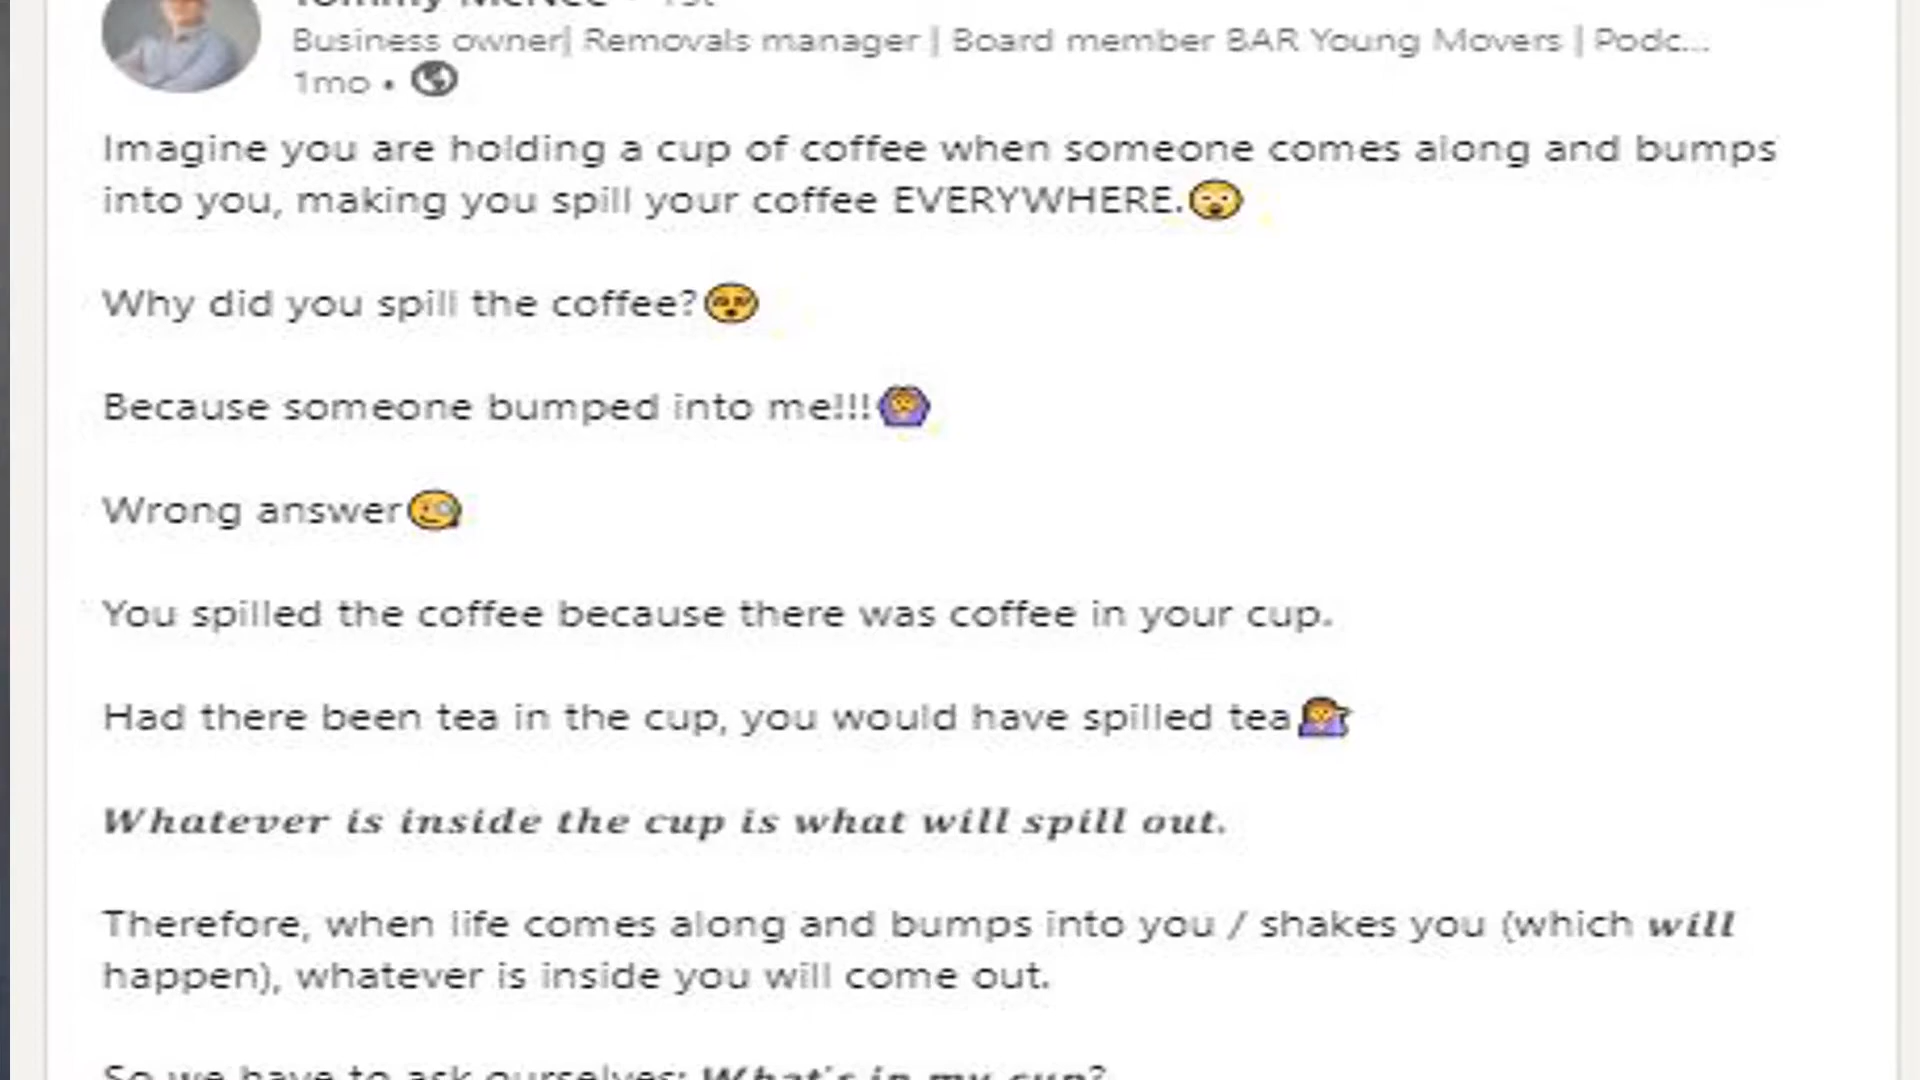 Tommy McNee • 1st
Business owner| Removals manager | Board member BAR Young Movers | Podc...
1mo •
Imagine you are holding a cup of coffee when someone comes along and bumps
into you, making you spill your coffee EVERYWHERE.😮
Why did you spill the coffee?
Because someone bumped into me!!!
Wrong answer🧐
You spilled the coffee because there was coffee in your cup.
Had there been tea in the cup, you would have spilled tea
Whatever is inside the cup is what will spill out.
Therefore, when life comes along and bumps into you / shakes you (which will
happen), whatever is inside you will come out.
So we have to ask ourselves: What's in my cup?